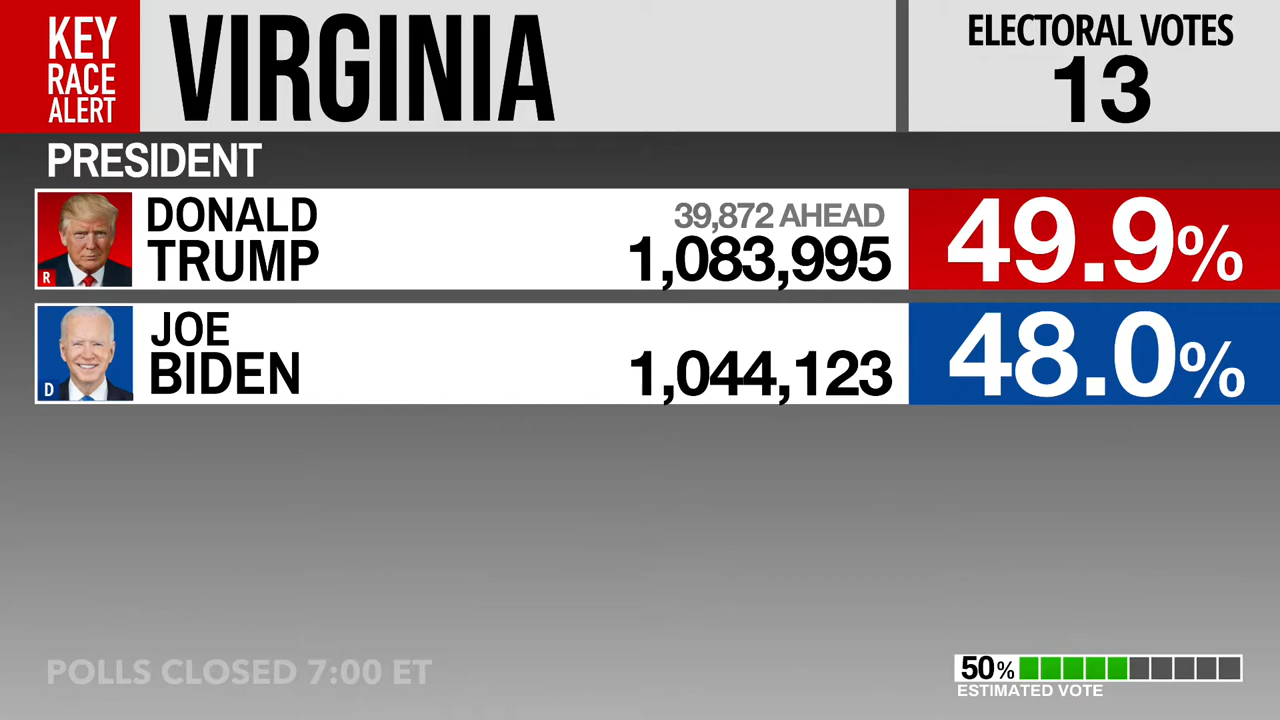 KEY
RACE
ALERT
VIRGINIA
ELECTORAL VOTES
13
PRESIDENT
R
DONALD
TRUMP
39,872 AHEAD
1,083,995
49.9%
D
JOE
BIDEN
1,044,123
48.0%
POLLS CLOSED 7:00 ET
50%
ESTIMATED VOTE